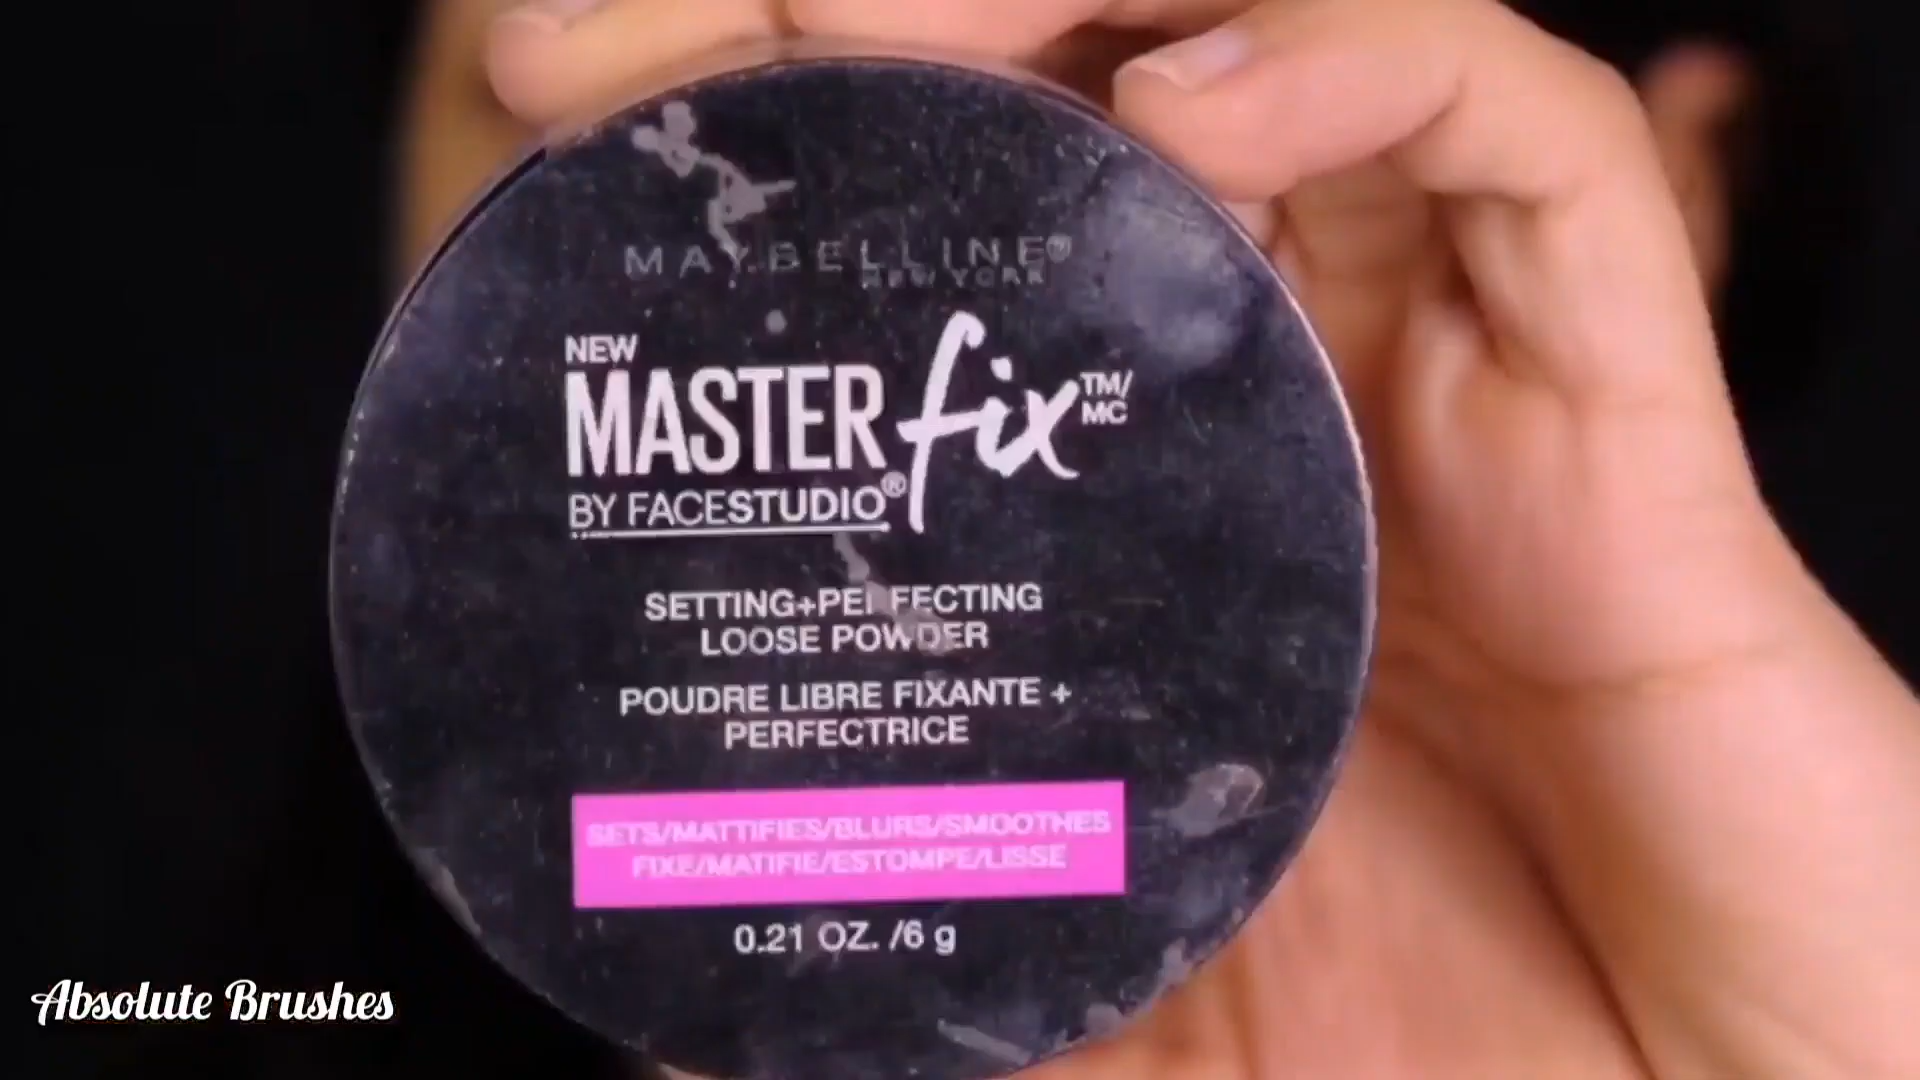 MAYBELLINE®
NEW YORK
NEW
MASTER fix TM/MC
BY FACESTUDIO®
SETTING+PERFECTING
LOOSE POWDER
POUDRE LIBRE FIXANTE +
PERFECTRICE
SETS/MATTIFIES/BLURS/SMOOTHES
FIXE/MATIFIE/ESTOMPE/LISSE
0.21 OZ. /6 g
Absolute Brushes